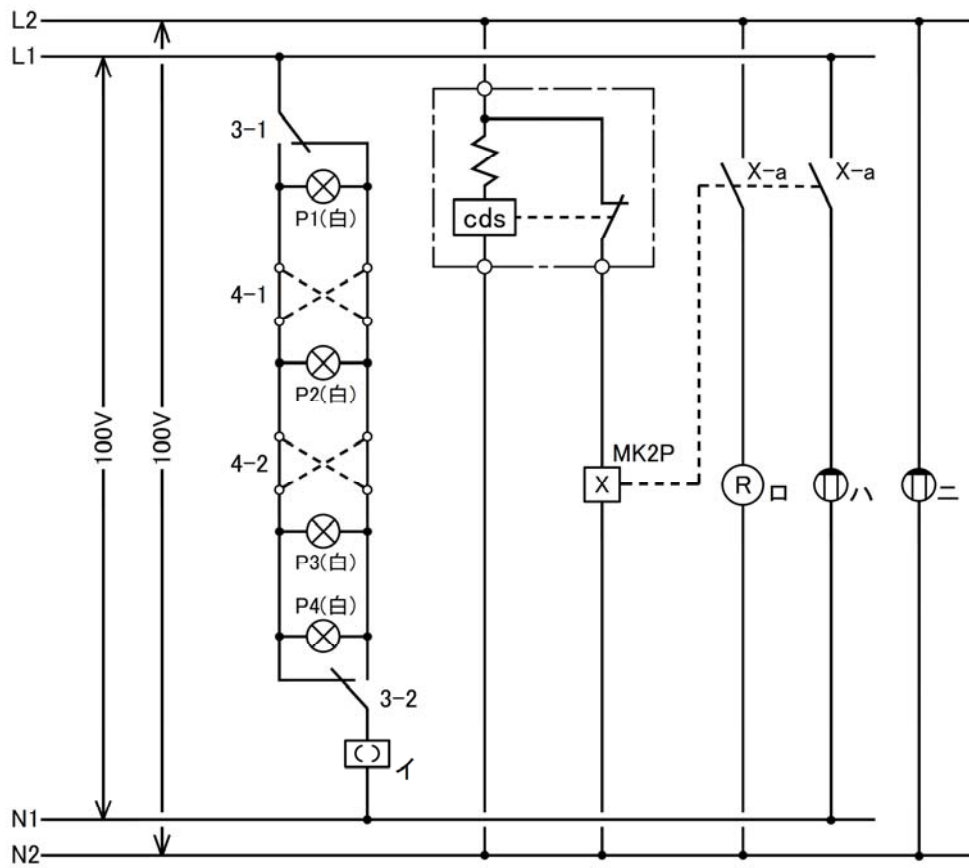 L2
L1
3-1
P1(白)
4-1
P2(白)
4-2
P3(白)
P4(白)
3-2
イ
100V
100V
cds
X-a
X-a
MK2P
X
R
ロ
ハ
ニ
N1
N2